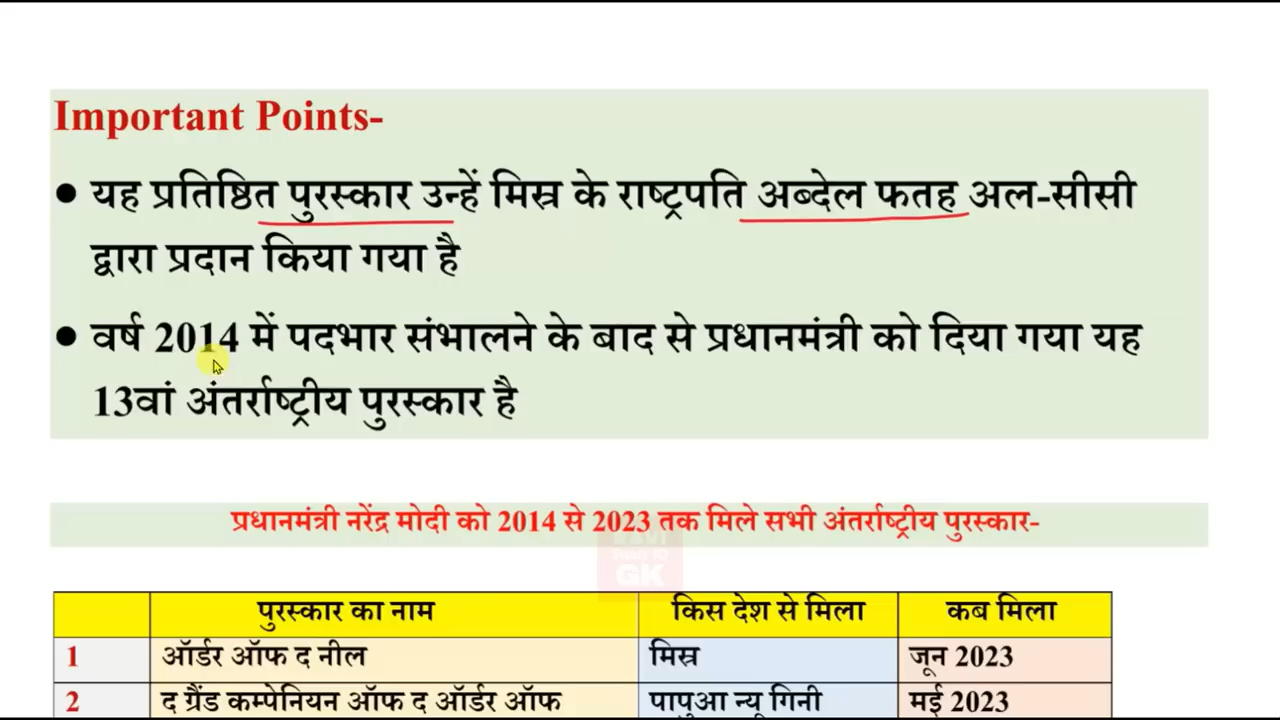 Important Points-
● यह प्रतिष्ठित पुरस्कार उन्हें मिस्र के राष्ट्रपति अब्देल फतह अल-सीसी
द्वारा प्रदान किया गया है
● वर्ष 2014 में पदभार संभालने के बाद से प्रधानमंत्री को दिया गया यह
13वां अंतर्राष्ट्रीय पुरस्कार है
प्रधानमंत्री नरेंद्र मोदी को 2014 से 2023 तक मिले सभी अंतर्राष्ट्रीय पुरस्कार-
GK
पुरस्कार का नाम किस देश से मिला कब मिला
1 ऑर्डर ऑफ द नील मिस्र जून 2023
2 द ग्रैंड कम्पेनियन ऑफ द ऑर्डर ऑफ पापुआ न्यू गिनी मई 2023